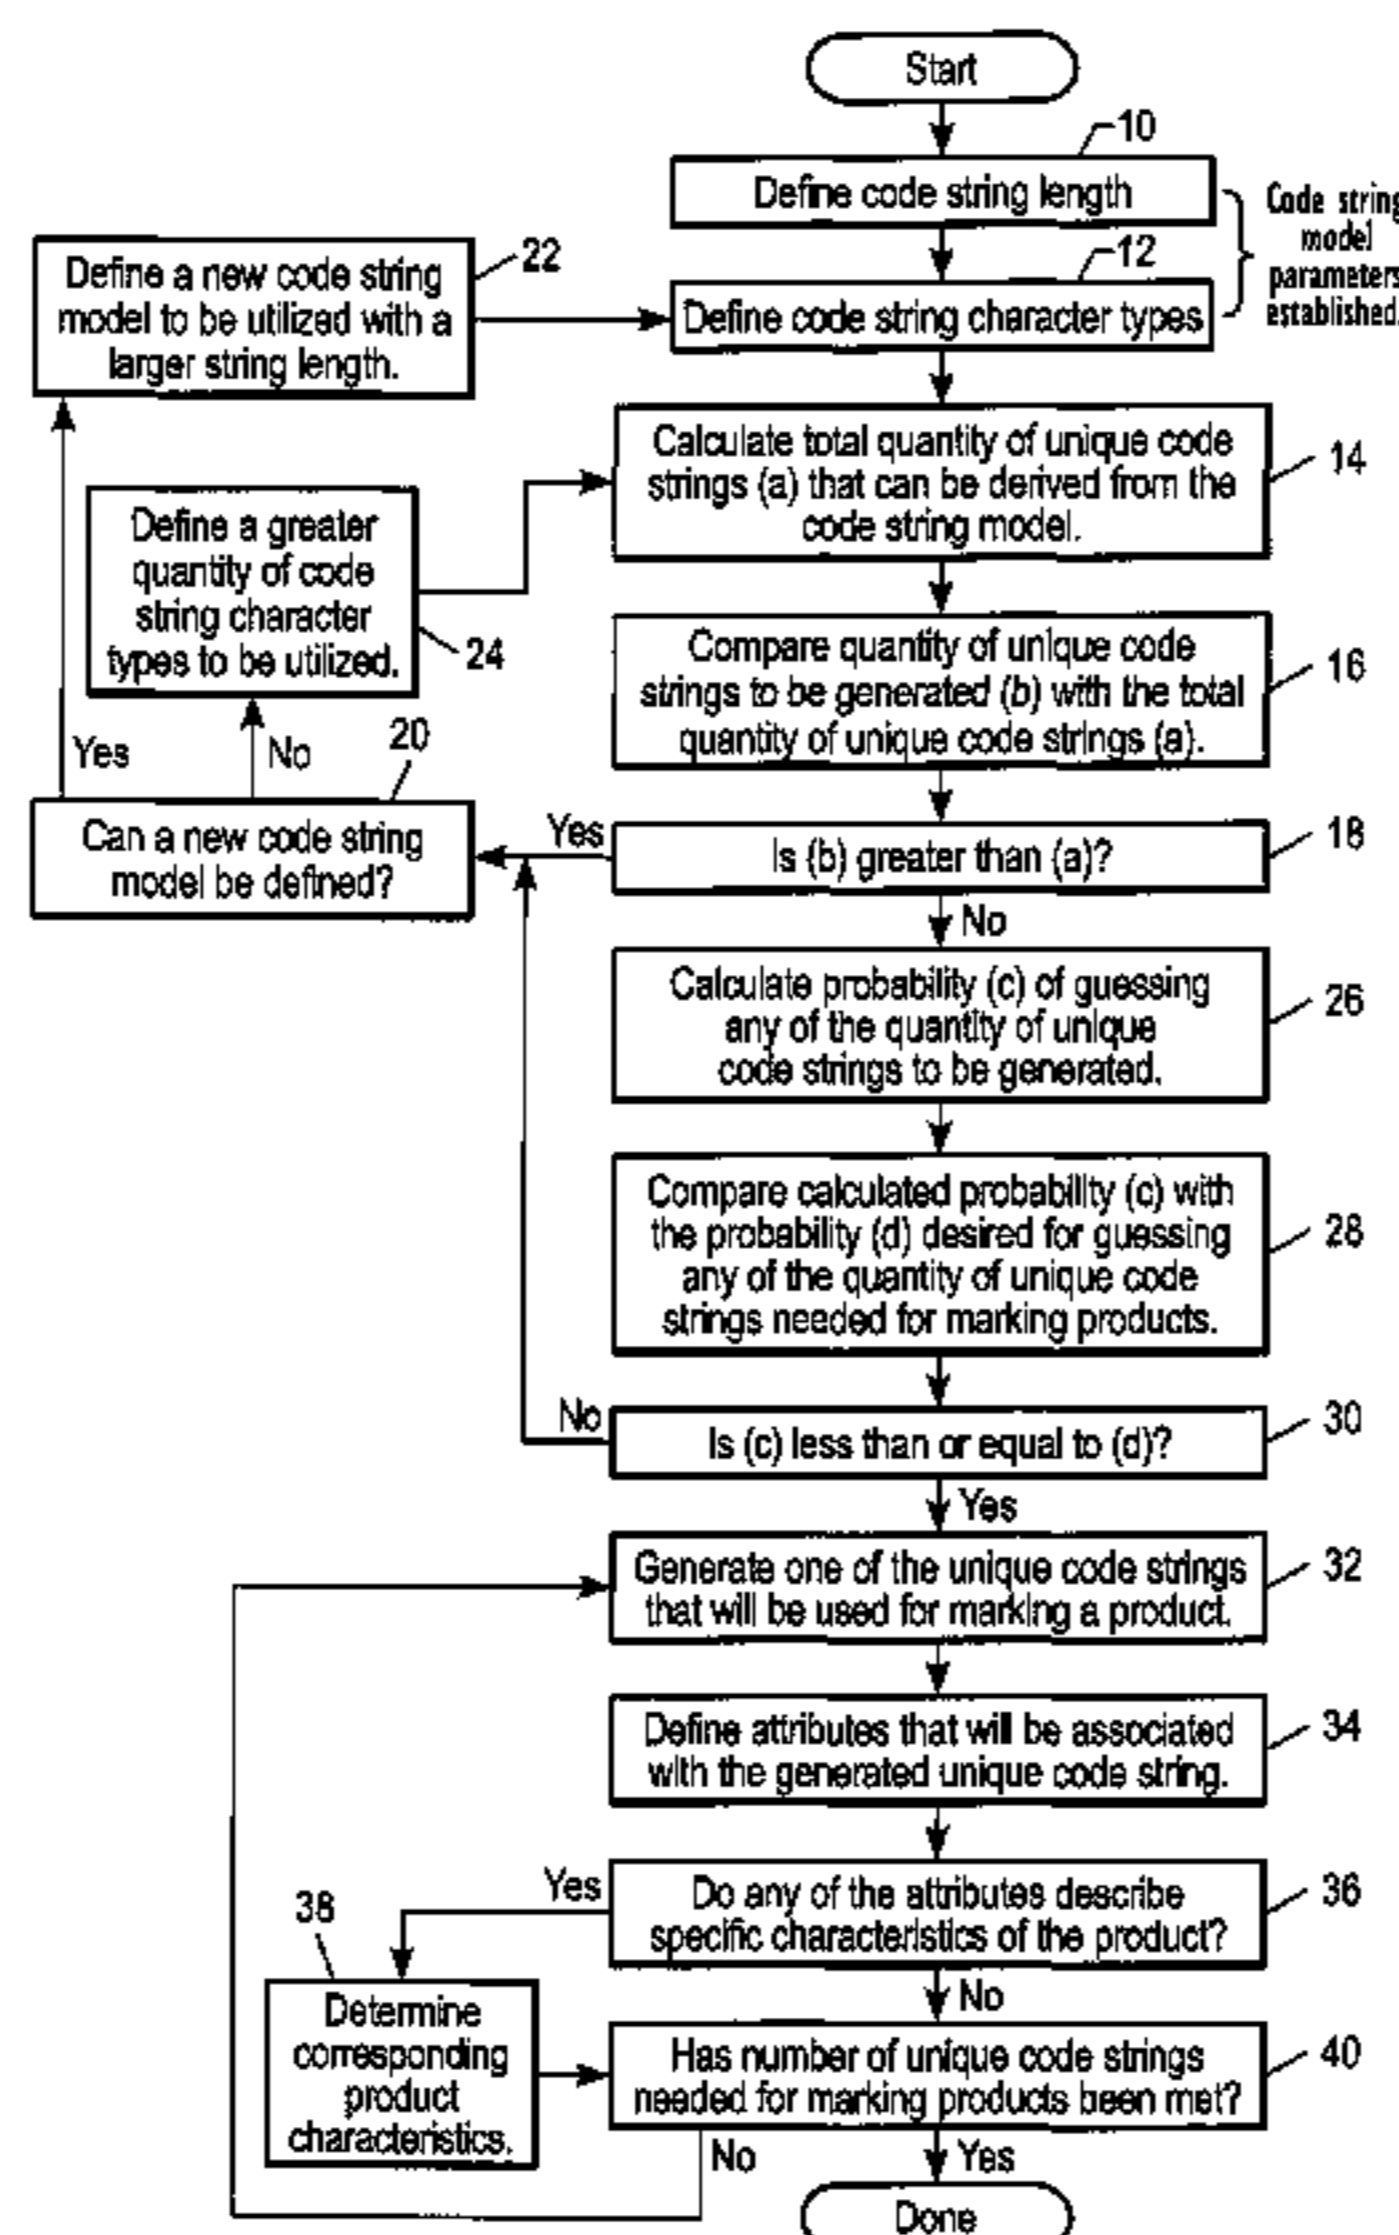 Start
10
Define code string length
Code string
model
parameters
established.
12
Define code string character types
22
Define a new code string
model to be utilized with a
larger string length.
Calculate total quantity of unique code
strings (a) that can be derived from the
code string model.
14
Define a greater
quantity of code
string character
types to be utilized.
24
Compare quantity of unique code
strings to be generated (b) with the total
quantity of unique code strings (a).
16
Yes
No
20
Can a new code string
model be defined?
Yes
Is (b) greater than (a)?
18
No
Calculate probability (c) of guessing
any of the quantity of unique
code strings to be generated.
26
Compare calculated probability (c) with
the probability (d) desired for guessing
any of the quantity of unique code
strings needed for marking products.
28
No
Is (c) less than or equal to (d)?
30
Yes
Generate one of the unique code strings
that will be used for marking a product.
32
Define attributes that will be associated
with the generated unique code string.
34
Yes
Do any of the attributes describe
specific characteristics of the product?
36
38
Determine
corresponding
product
characteristics.
No
Has number of unique code strings
needed for marking products been met?
40
No
Yes
Done